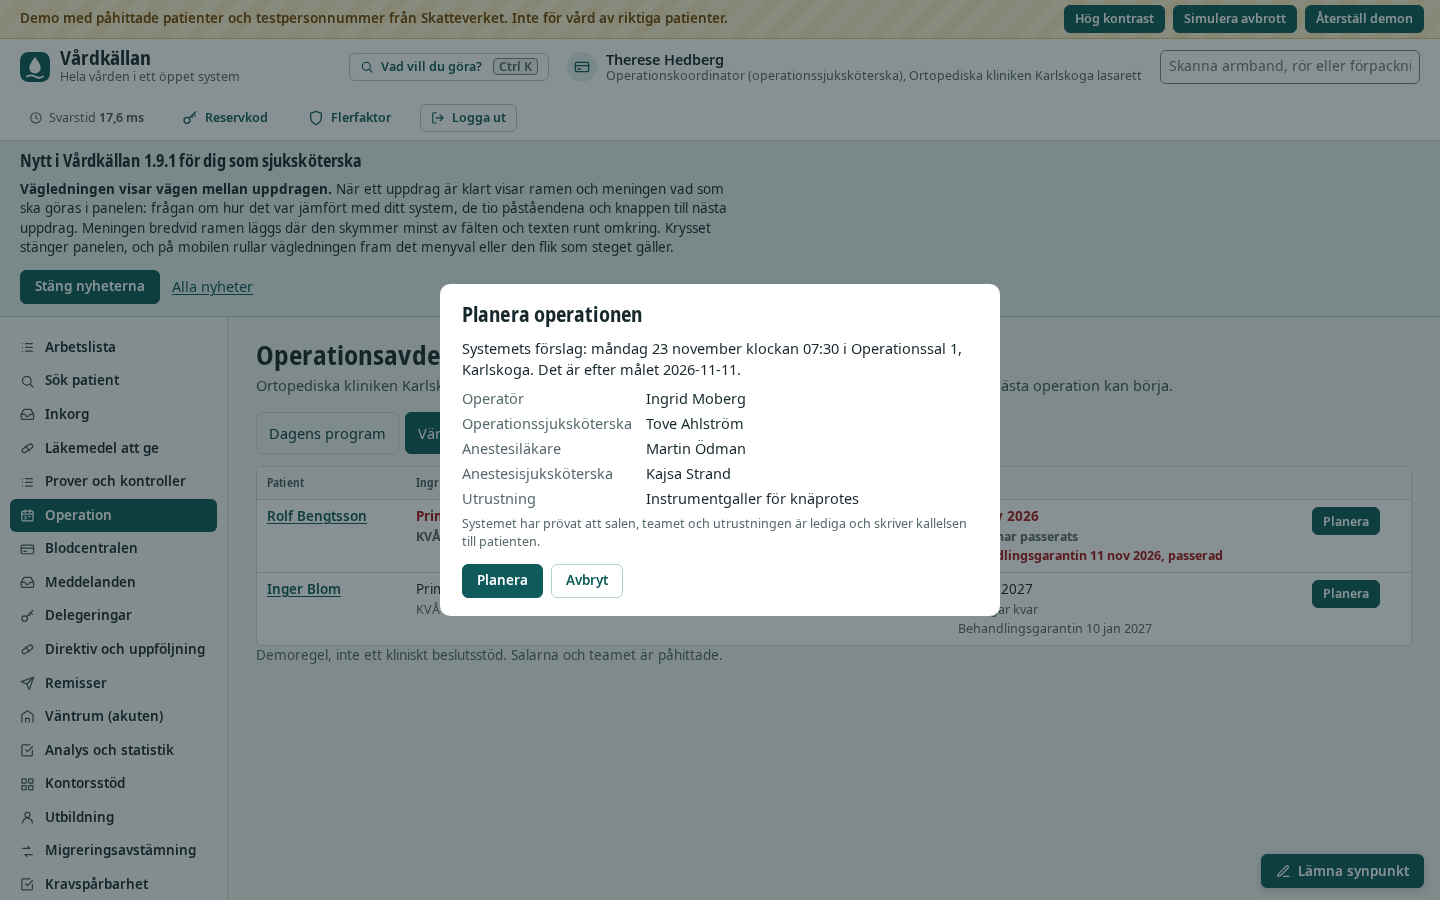 Demo med påhittade patienter och testpersonnummer från Skatteverket. Inte för vård av riktiga patienter.
Hög kontrast
Simulera avbrott
Återställ demon
Vårdkällan
Hela vården i ett öppet system
Vad vill du göra?
Ctrl K
Therese Hedberg
Operationskoordinator (operationssjuksköterska), Ortopediska kliniken Karlskoga lasarett
Skanna armband, rör eller förpackni
Svarstid 17,6 ms
Reservkod
Flerfaktor
Logga ut
Nytt i Vårdkällan 1.9.1 för dig som sjuksköterska
Vägledningen visar vägen mellan uppdragen. När ett uppdrag är klart visar ramen och meningen vad som
ska göras i panelen: frågan om hur det var jämfört med ditt system, de tio påståendena och knappen till nästa
uppdrag. Meningen bredvid ramen läggs där den skymmer minst av fälten och texten runt omkring. Krysset
stänger panelen, och på mobilen rullar vägledningen fram det menyval eller den flik som steget gäller.
Stäng nyheterna
Alla nyheter
Arbetslista
Sök patient
Inkorg
Läkemedel att ge
Prover och kontroller
Operation
Blodcentralen
Meddelanden
Delegeringar
Direktiv och uppföljning
Remisser
Väntrum (akuten)
Analys och statistik
Kontorsstöd
Utbildning
Migreringsavstämning
Kravspårbarhet
Operationsavde
Ortopediska kliniken Karlsk
ästa operation kan börja.
Dagens program
Vän
Patient
Ingr
Rolf Bengtsson
Prim
KVÅ
2026
har passerats
dlingsgarantin 11 nov 2026, passerad
Planera
Inger Blom
Prim
KVÅ
2027
ar kvar
Behandlingsgarantin 10 jan 2027
Planera
Demoregel, inte ett kliniskt beslutsstöd. Salarna och teamet är påhittade.
Planera operationen
Systemets förslag: måndag 23 november klockan 07:30 i Operationssal 1,
Karlskoga. Det är efter målet 2026-11-11.
Operatör Ingrid Moberg
Operationssjuksköterska Tove Ahlström
Anestesiläkare Martin Ödman
Anestesisjuksköterska Kajsa Strand
Utrustning Instrumentgaller för knäprotes
Systemet har prövat att salen, teamet och utrustningen är lediga och skriver kallelsen
till patienten.
Planera
Avbryt
Lämna synpunkt